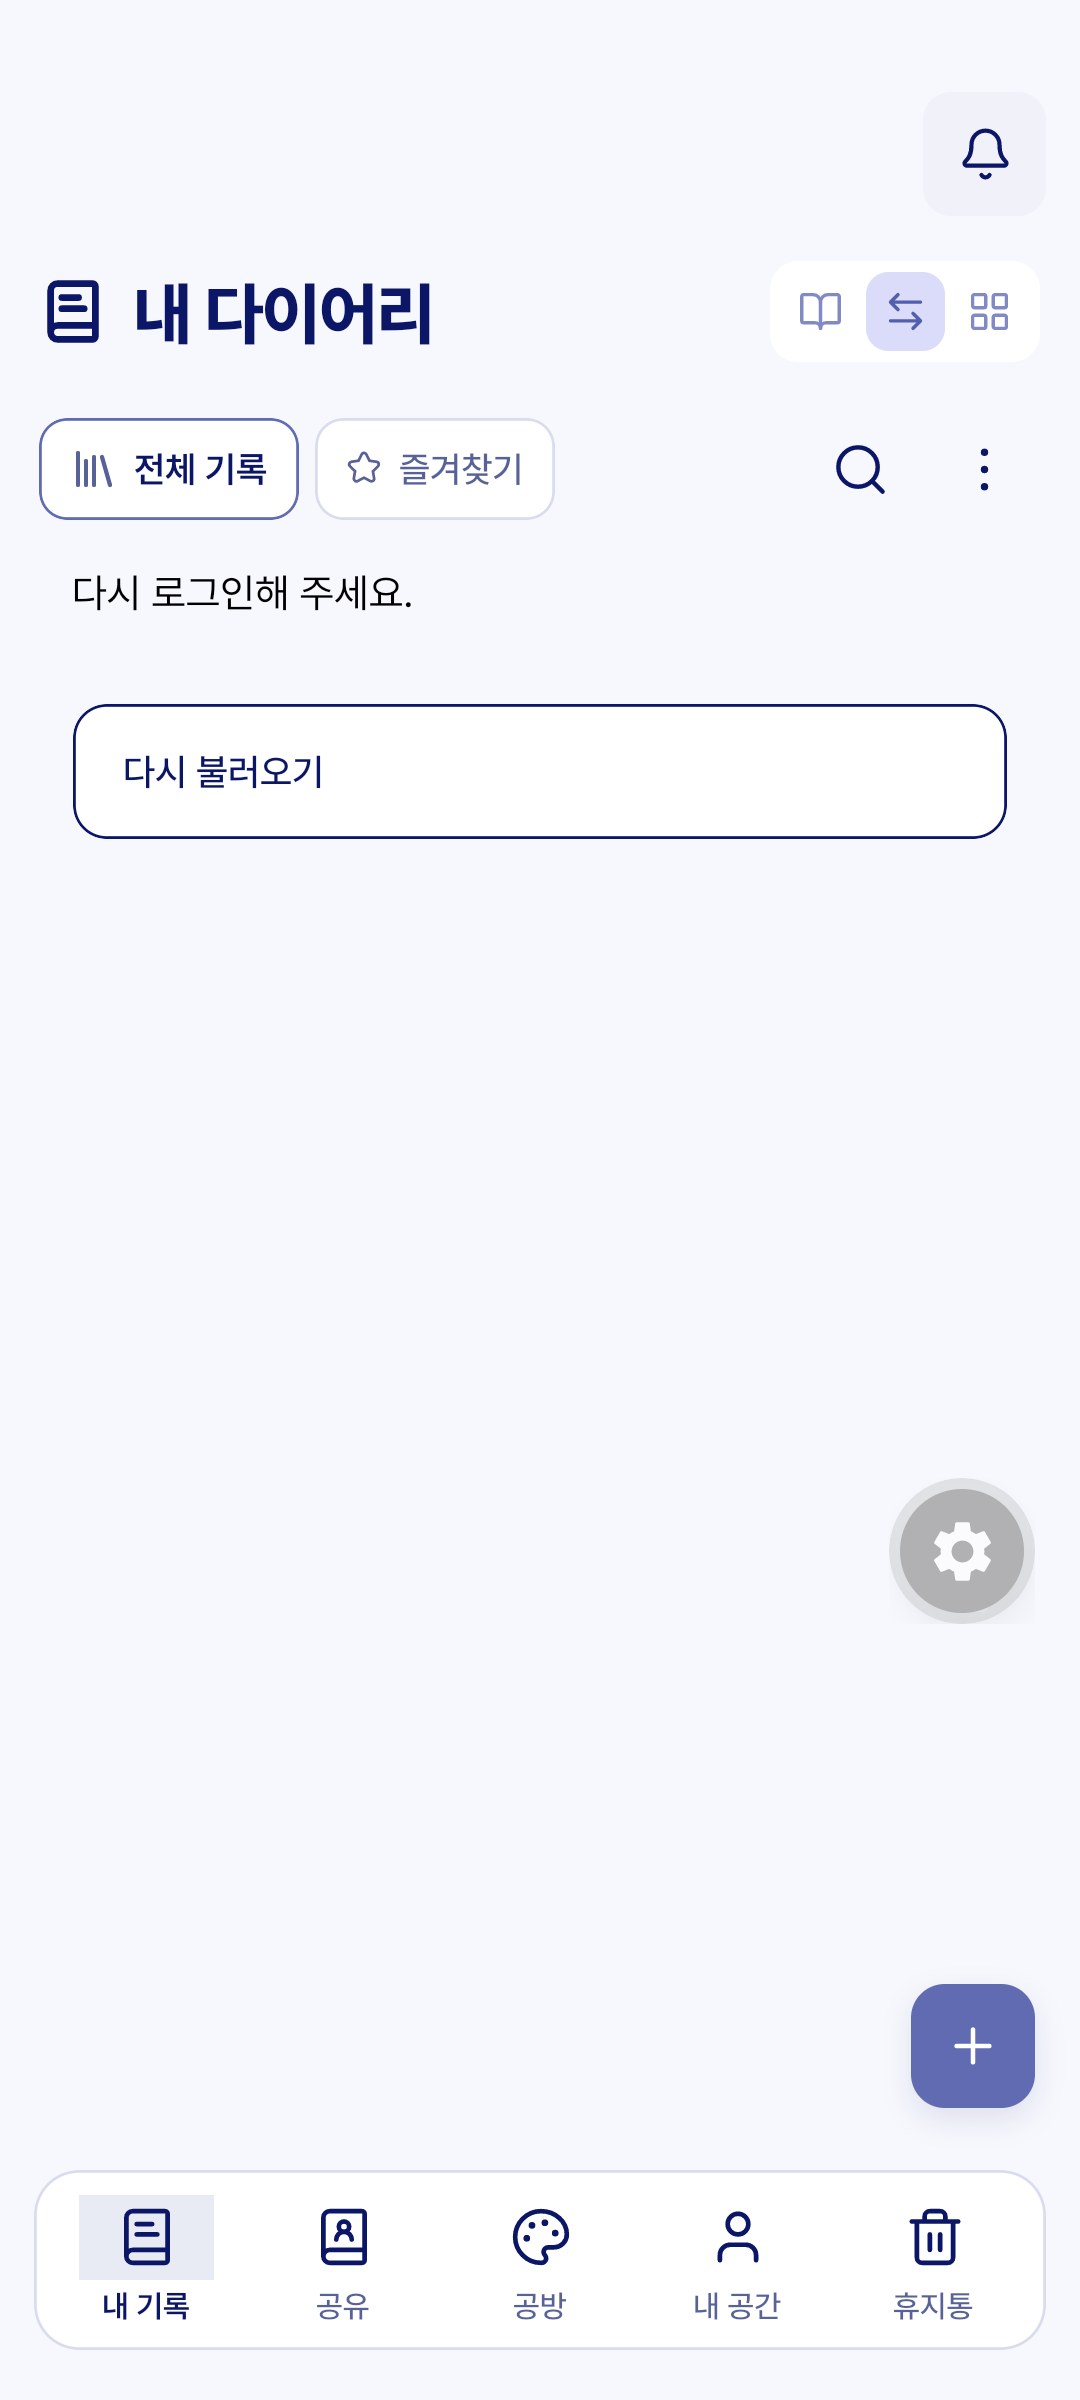 내 다이어리
전체 기록
즐겨찾기
다시 로그인해 주세요.
다시 불러오기
내 기록
공유
공방
내 공간
휴지통